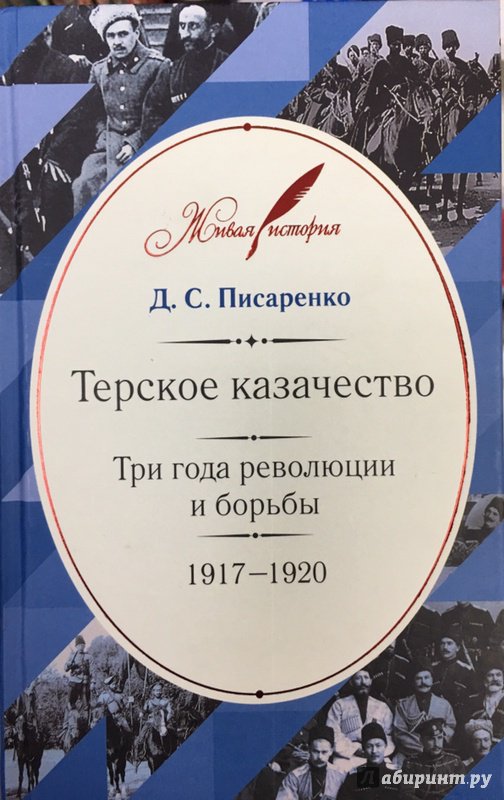 Живая история
Д. С. Писаренко
Терское казачество
Три года революции
и борьбы
1917–1920
Лабиринт.ру